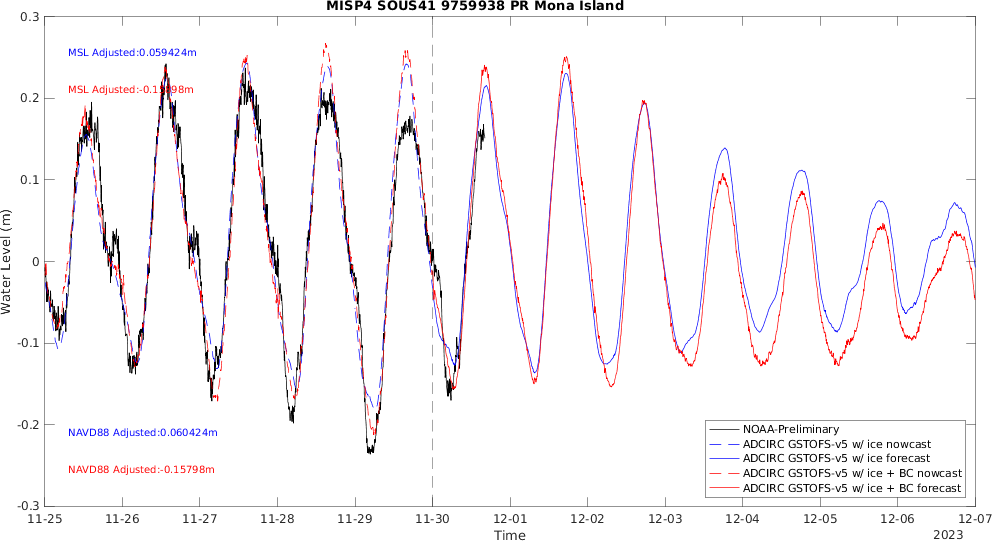 MISP4 SOUS41 9759938 PR Mona Island
0.3
0.2
0.1
0
-0.1
-0.2
-0.3
Water Level (m)
MSL Adjusted:0.059424m
NAVD88 Adjusted:0.060424m
NAVD88 Adjusted:-0.15798m
NOAA-Preliminary
ADCIRC GSTOFS-v5 w/ ice nowcast
ADCIRC GSTOFS-v5 w/ ice forecast
ADCIRC GSTOFS-v5 w/ ice + BC nowcast
ADCIRC GSTOFS-v5 w/ ice + BC forecast
11-25 11-26 11-27 11-28 11-29 11-30 12-01 12-02 12-03 12-04 12-05 12-06 12-07
Time
2023
MSL Adjusted: